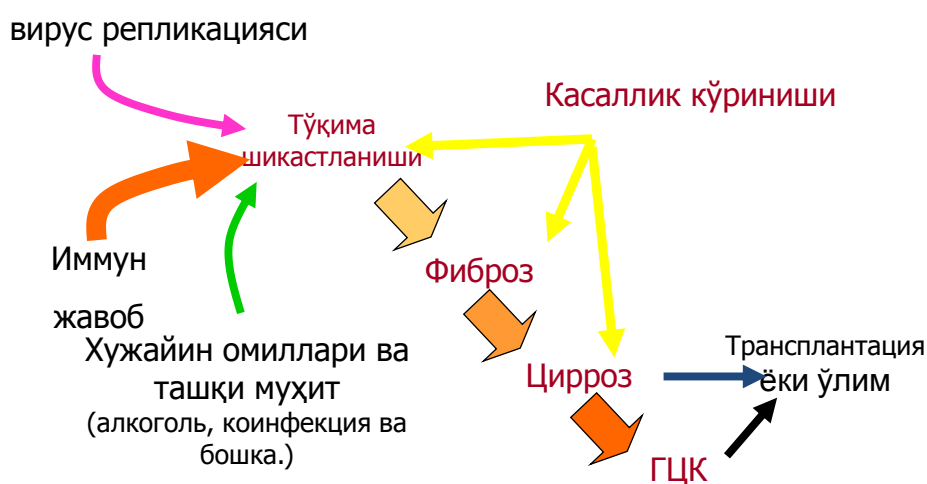 вирус репликацияси
Касаллик кўриниши
Тўқима
шикастланиши
Иммун
жавоб
Фиброз
Хужайин омиллари ва
ташқи муҳит
(алкоголь, коинфекция ва
бошка.)
Цирроз
Трансплантация
ёки ўлим
ГЦК